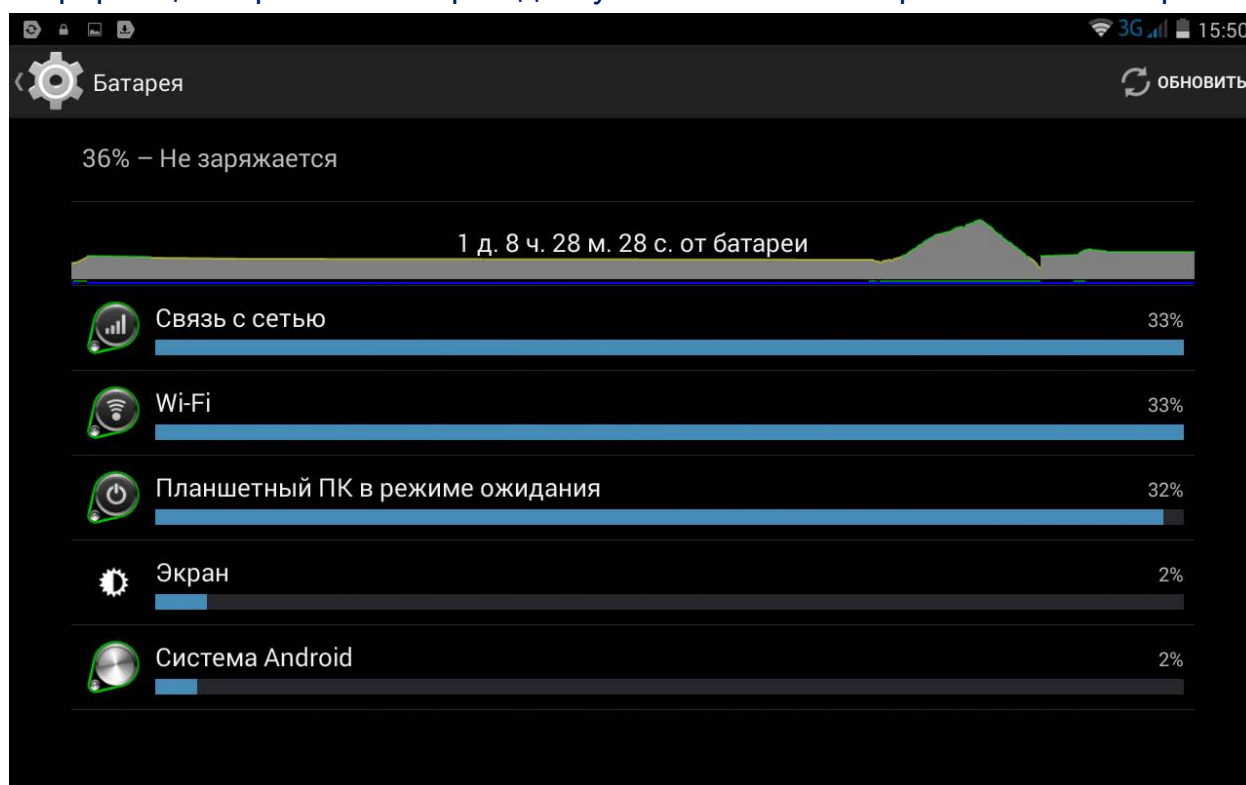 3G 15:50
Батарея
ОБНОВИТЬ
36% – Не заряжается
1 д. 8 ч. 28 м. 28 с. от батареи
Связь с сетью 33%
Wi-Fi 33%
Планшетный ПК в режиме ожидания 32%
Экран 2%
Система Android 2%